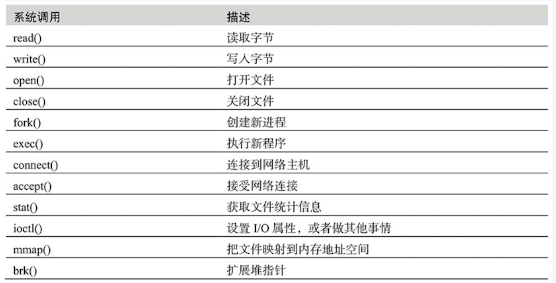 系统调用 描述
read() 读取字节
write() 写入字节
open() 打开文件
close() 关闭文件
fork() 创建新进程
exec() 执行新程序
connect() 连接到网络主机
accept() 接受网络连接
stat() 获取文件统计信息
ioctl() 设置 I/O 属性，或者做其他事情
mmap() 把文件映射到内存地址空间
brk() 扩展堆指针